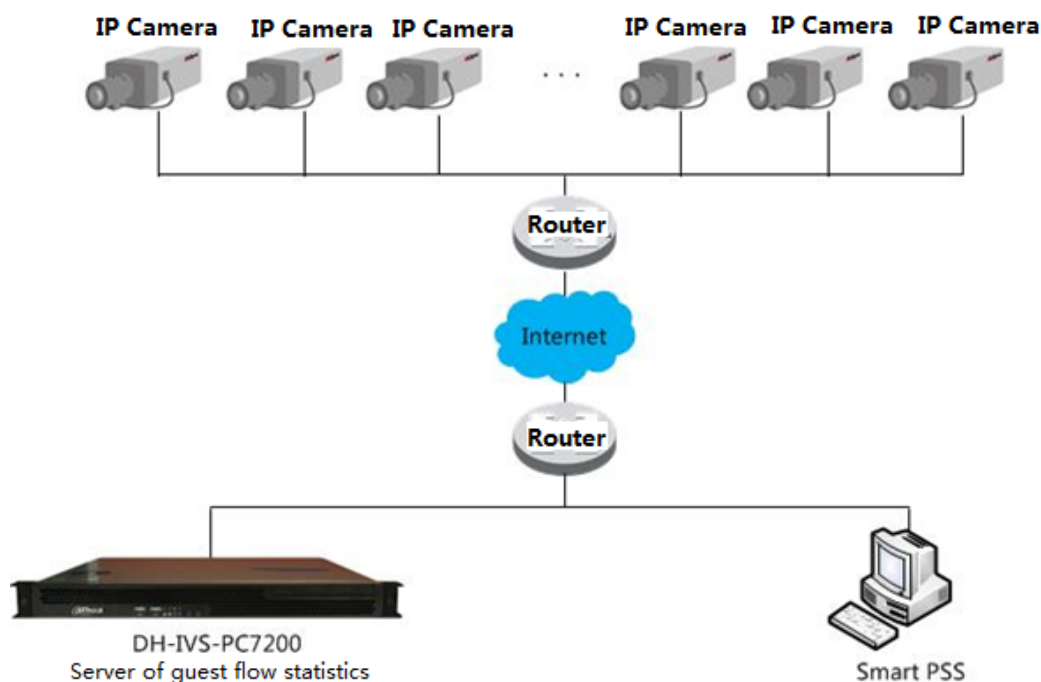 IP Camera IP Camera IP Camera IP Camera IP Camera IP Camera
...
Router
Internet
Router
alhua
DH-IVS-PC7200
Server of guest flow statistics
Smart PSS